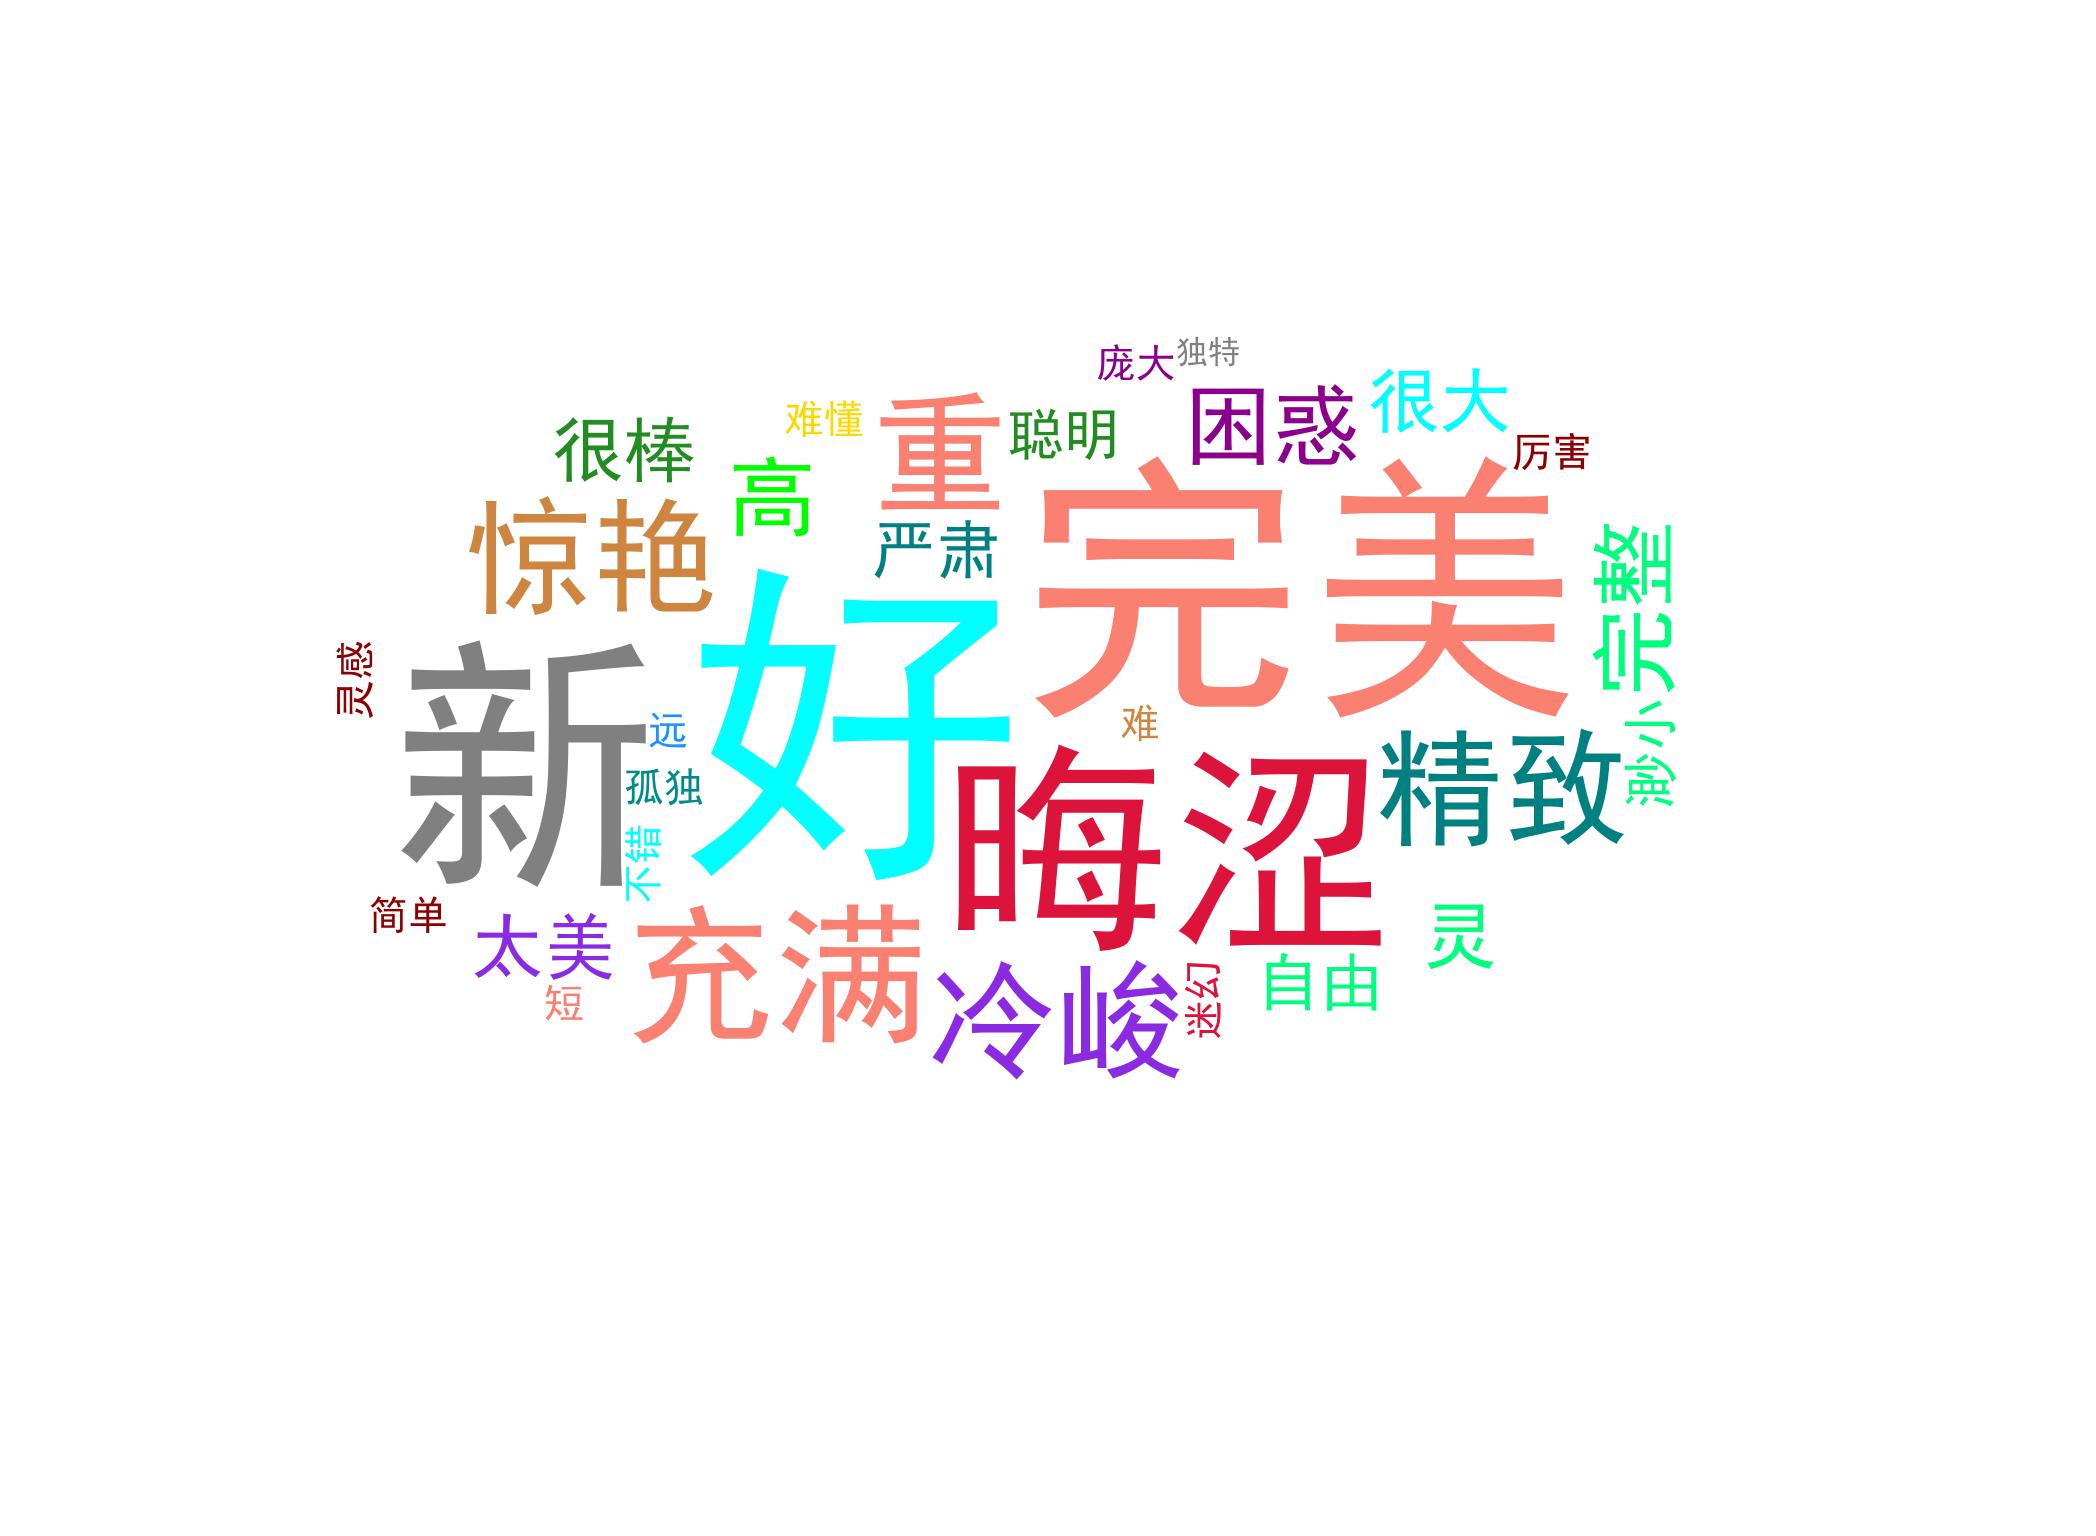 庞大
独特
很大
难懂
重
聪明
困惑
很棒
厉害
高
惊艳
严肃
完美
完整
灵感
新
好
远
难
渺小
孤独
晦涩
精致
不错
简单
太美
充满
灵
短
冷峻
迷幻
自由